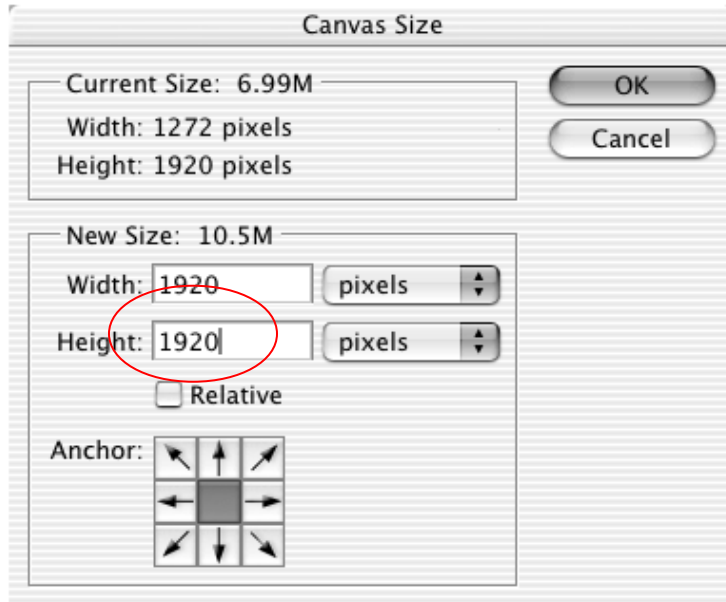 Canvas Size
Current Size: 6.99M
Width: 1272 pixels
Height: 1920 pixels
OK
Cancel
New Size: 10.5M
Width: 1920 pixels
Height: 1920 pixels
Relative
Anchor: